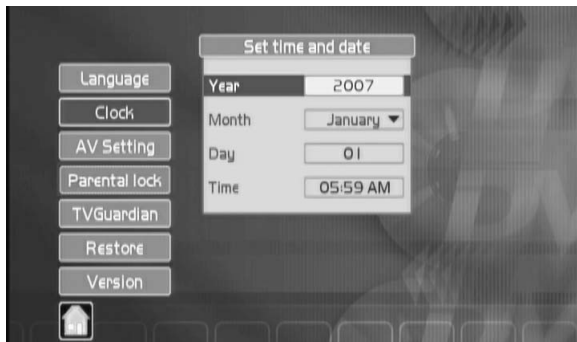 Set time and date
Language
Clock
AV Setting
Parental lock
TVGuardian
Restore
Version
Year 2007
Month January
Day 01
Time 05:59 AM